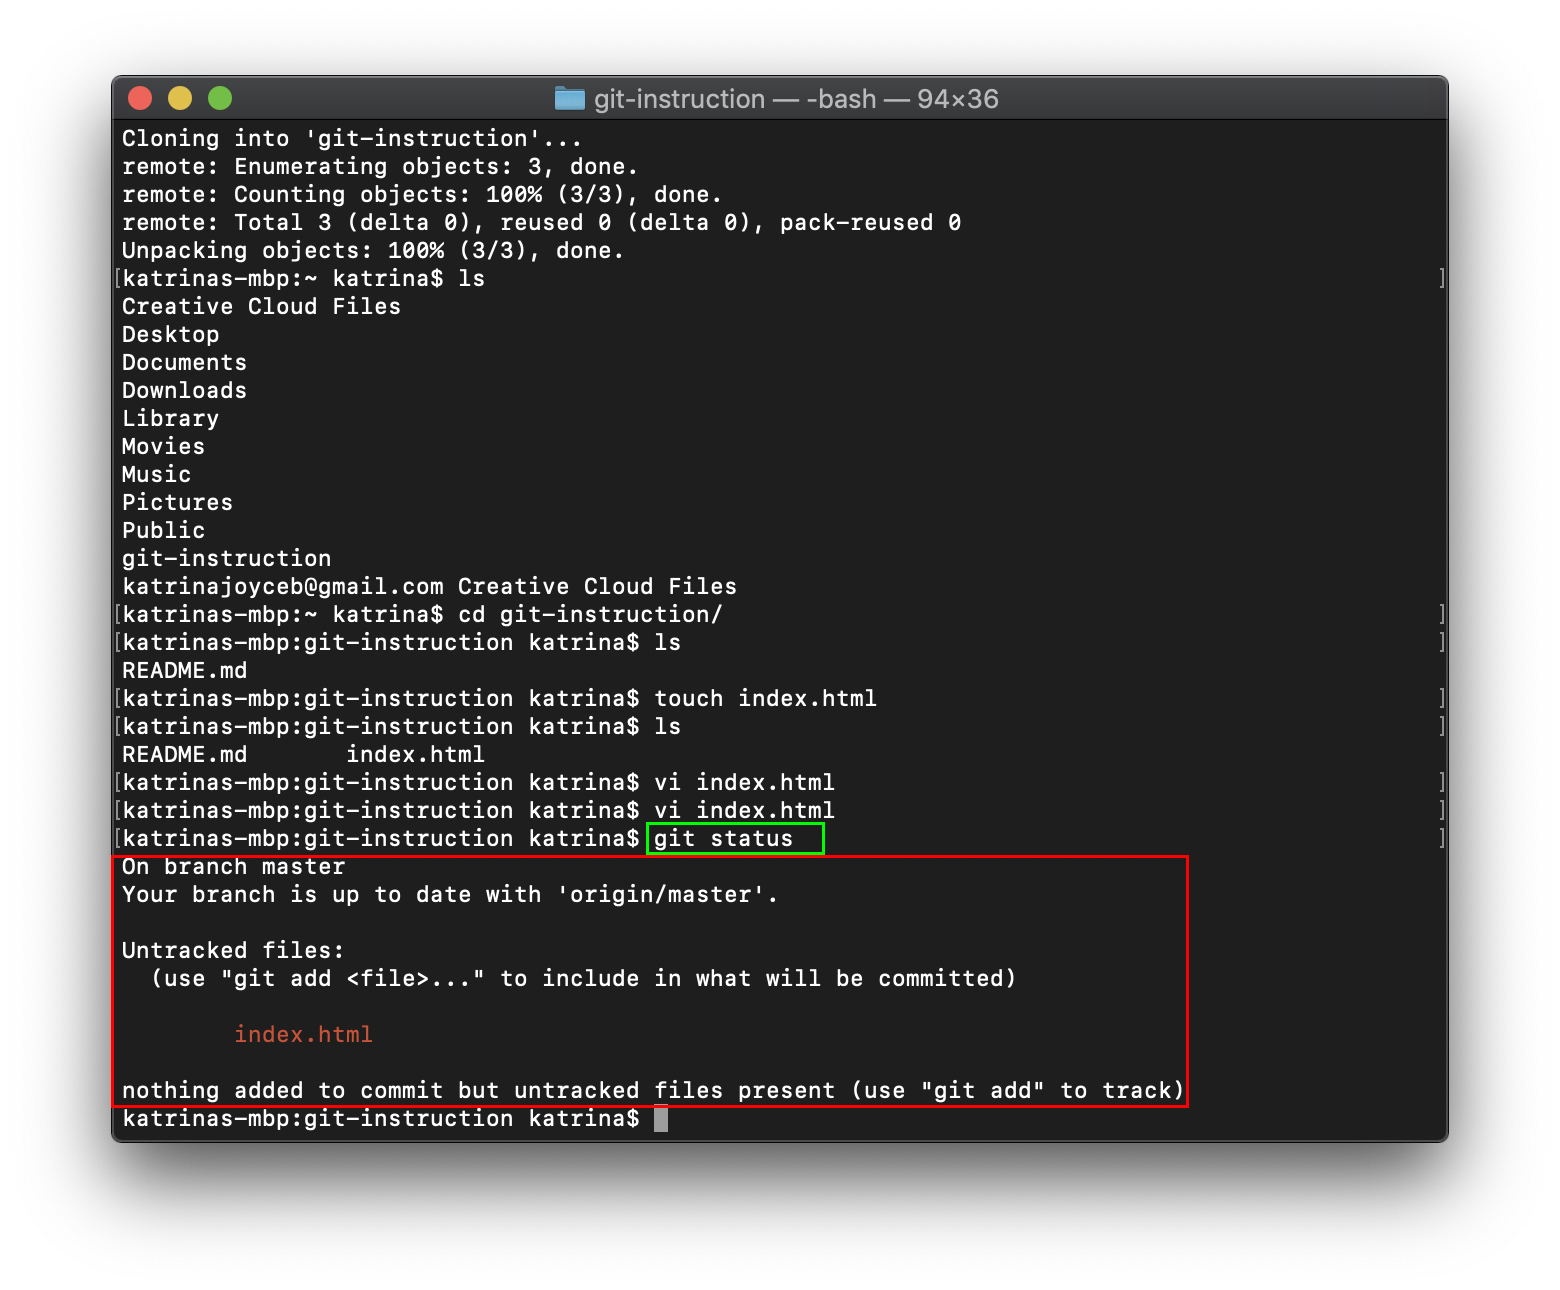 git-instruction — -bash — 94×36
Cloning into 'git-instruction'...
remote: Enumerating objects: 3, done.
remote: Counting objects: 100% (3/3), done.
remote: Total 3 (delta 0), reused 0 (delta 0), pack-reused 0
Unpacking objects: 100% (3/3), done.
[katrinas-mbp:~ katrina$ ls ]
Creative Cloud Files
Desktop
Documents
Downloads
Library
Movies
Music
Pictures
Public
git-instruction
katrinajoyceb@gmail.com Creative Cloud Files
[katrinas-mbp:~ katrina$ cd git-instruction/ ]
[katrinas-mbp:git-instruction katrina$ ls ]
README.md
[katrinas-mbp:git-instruction katrina$ touch index.html ]
[katrinas-mbp:git-instruction katrina$ ls ]
README.md       index.html
[katrinas-mbp:git-instruction katrina$ vi index.html ]
[katrinas-mbp:git-instruction katrina$ vi index.html ]
[katrinas-mbp:git-instruction katrina$ git status ]
On branch master
Your branch is up to date with 'origin/master'.
Untracked files:
  (use "git add <file>..." to include in what will be committed)
        index.html
nothing added to commit but untracked files present (use "git add" to track)
katrinas-mbp:git-instruction katrina$